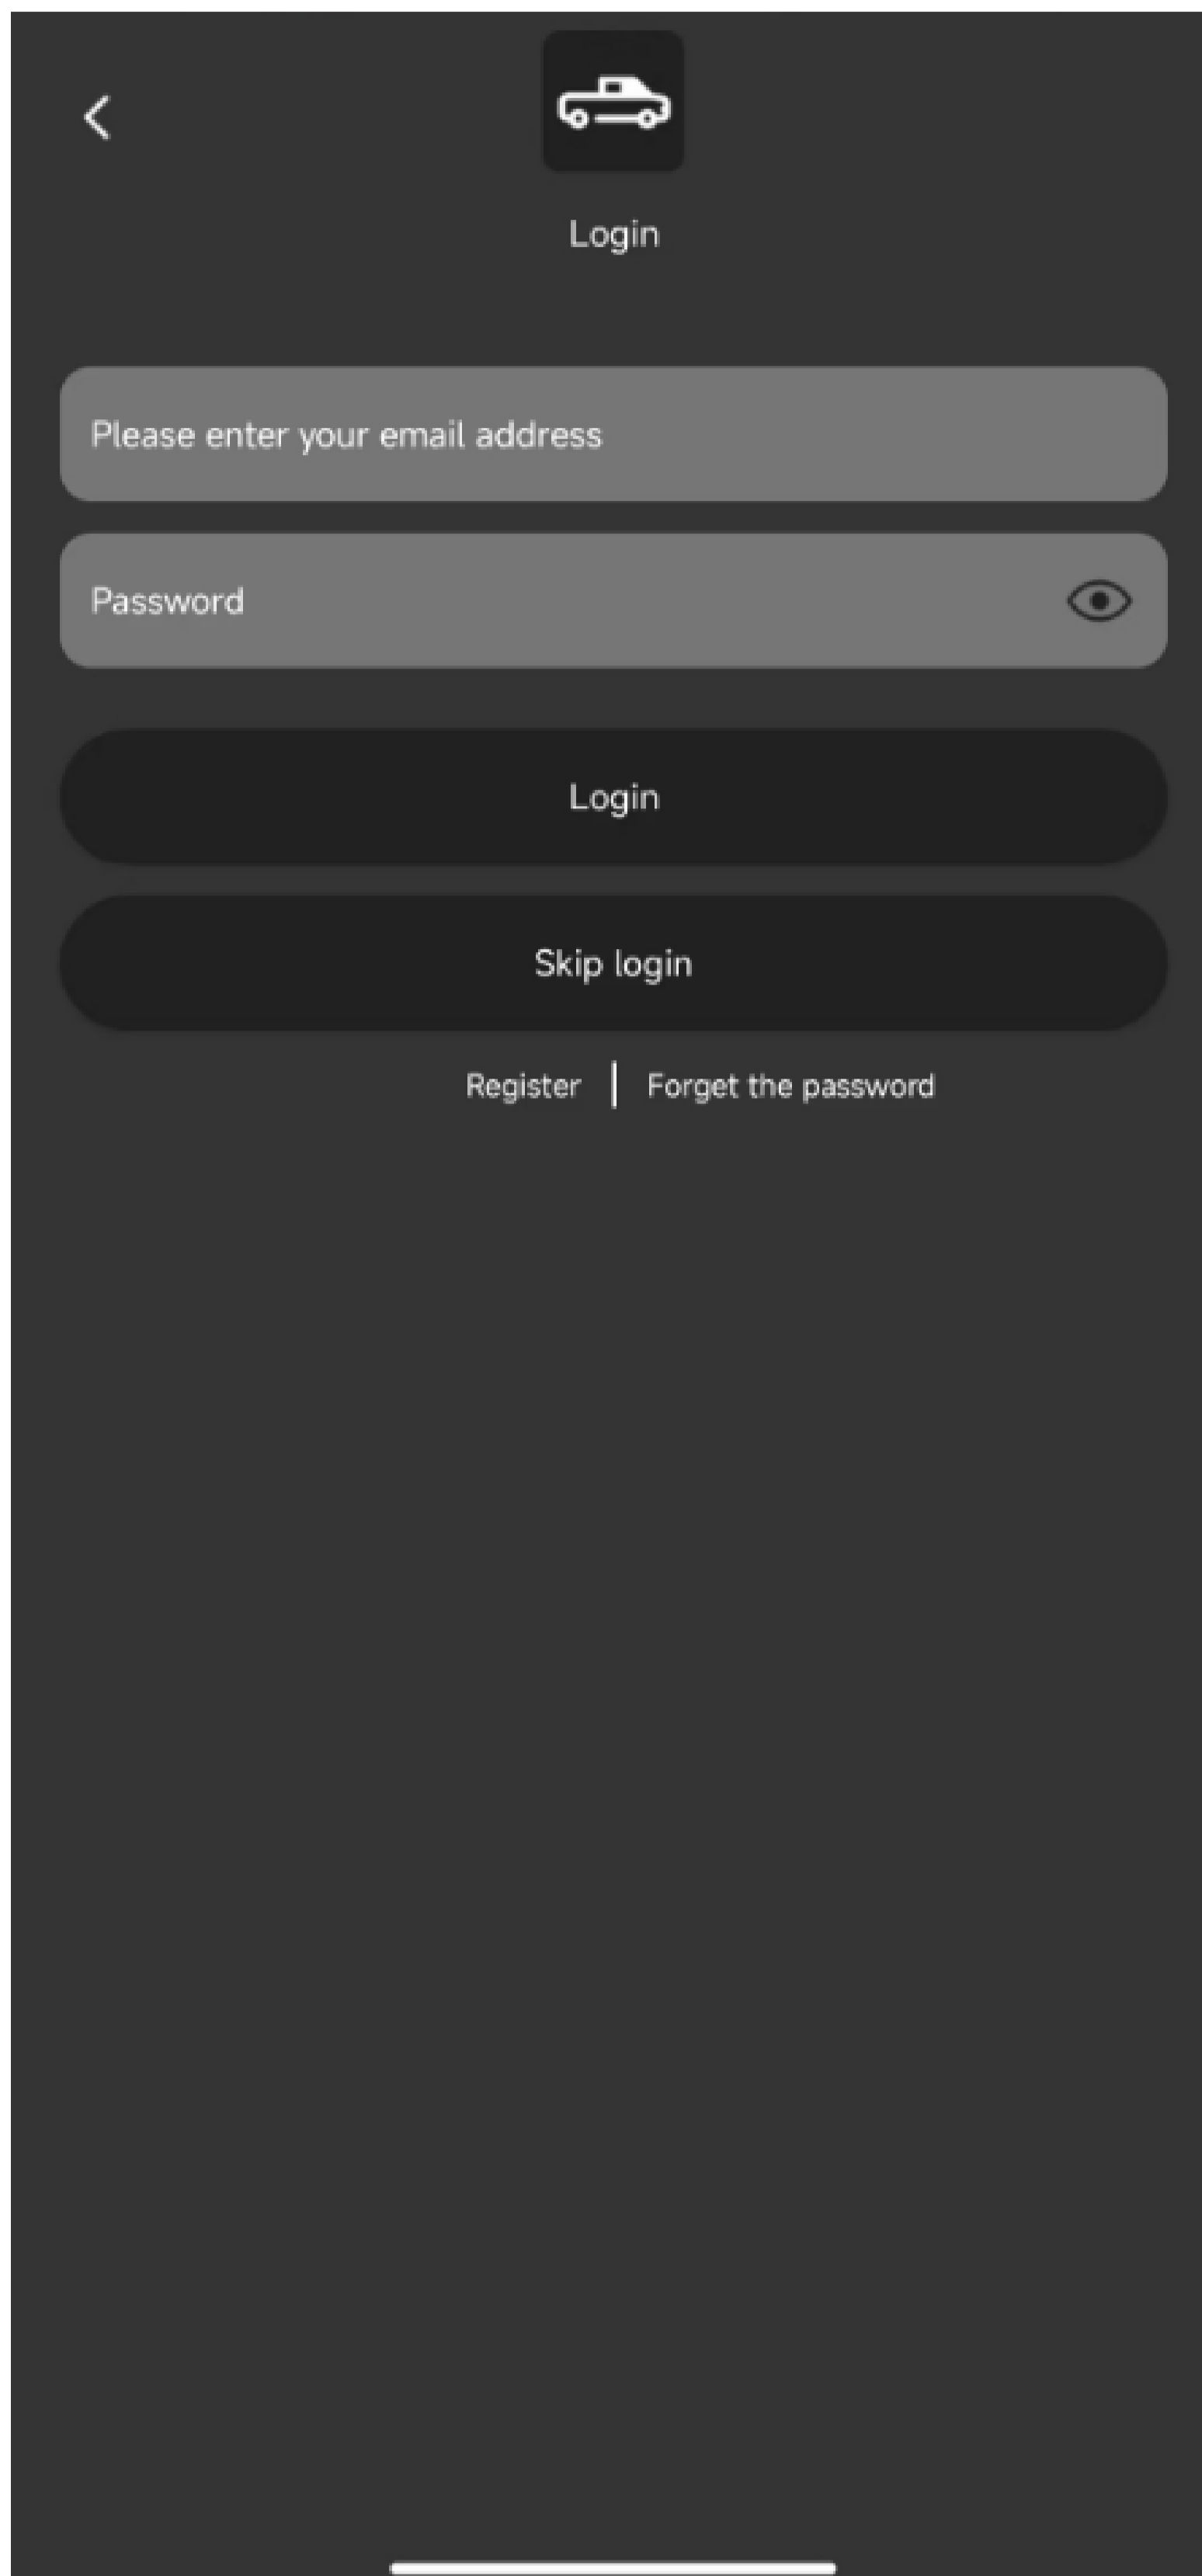 Login
Please enter your email address
Password
Login
Skip login
Register | Forget the password